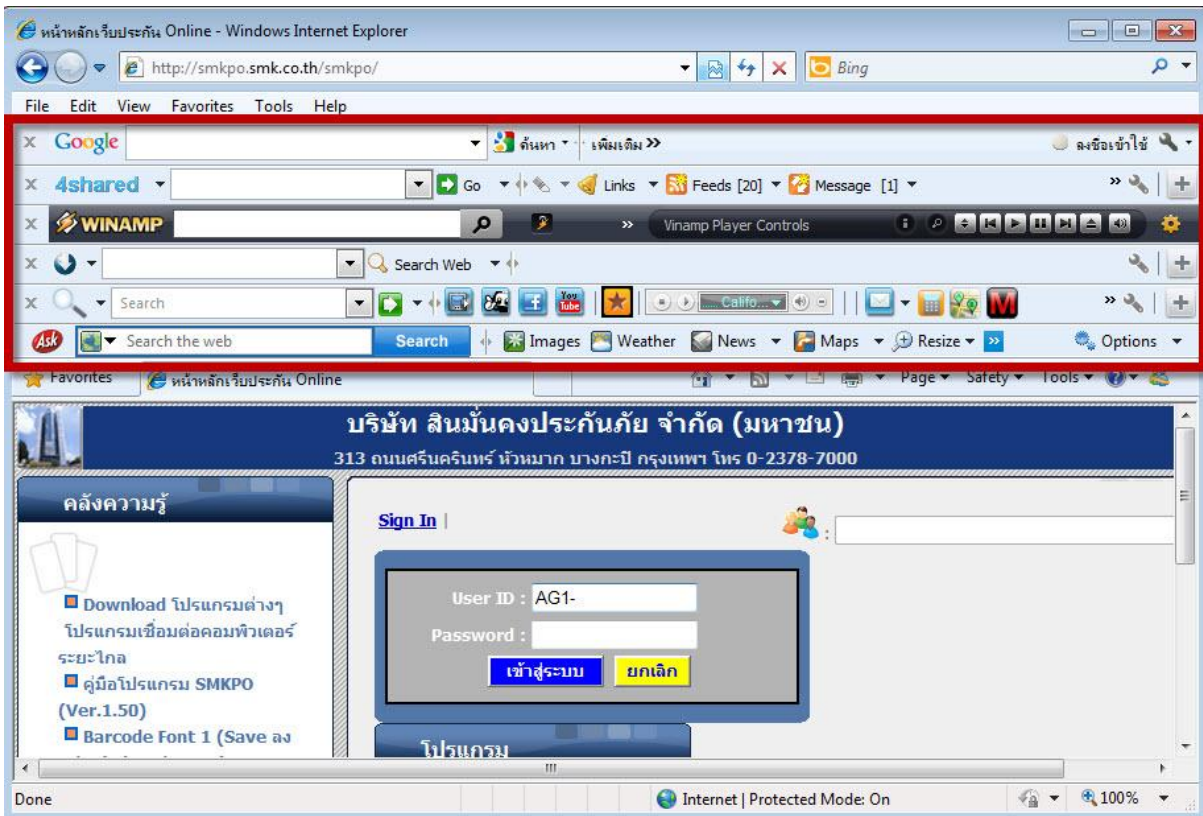 หน้าหลักเว็บประกัน Online - Windows Internet Explorer
http://smkpo.smk.co.th/smkpo/ Bing
File Edit View Favorites Tools Help
x Google ค้นหา เพิ่มเติม >> ลงชื่อเข้าใช้
x 4shared Go Links Feeds [20] Message [1] >> +
x WINAMP >> Vinamp Player Controls
x Search Web +
x Search You Tube Califo... M >> +
Ask Search the web Search Images Weather News Maps Resize >> Options
Favorites หน้าหลักเว็บประกัน Online Page Safety Tools
บริษัท สินมั่นคงประกันภัย จำกัด (มหาชน)
313 ถนนศรีนครินทร์ หัวหมาก บางกะปิ กรุงเทพฯ โทร 0-2378-7000
คลังความรู้
Sign In | :
User ID : AG1-
Password :
เข้าสู่ระบบ ยกเลิก
Download โปรแกรมต่างๆ
โปรแกรมเชื่อมต่อคอมพิวเตอร์
ระยะไกล
คู่มือโปรแกรม SMKPO
(Ver.1.50)
Barcode Font 1 (Save ลง
โปรแกรม
Done Internet | Protected Mode: On 100%